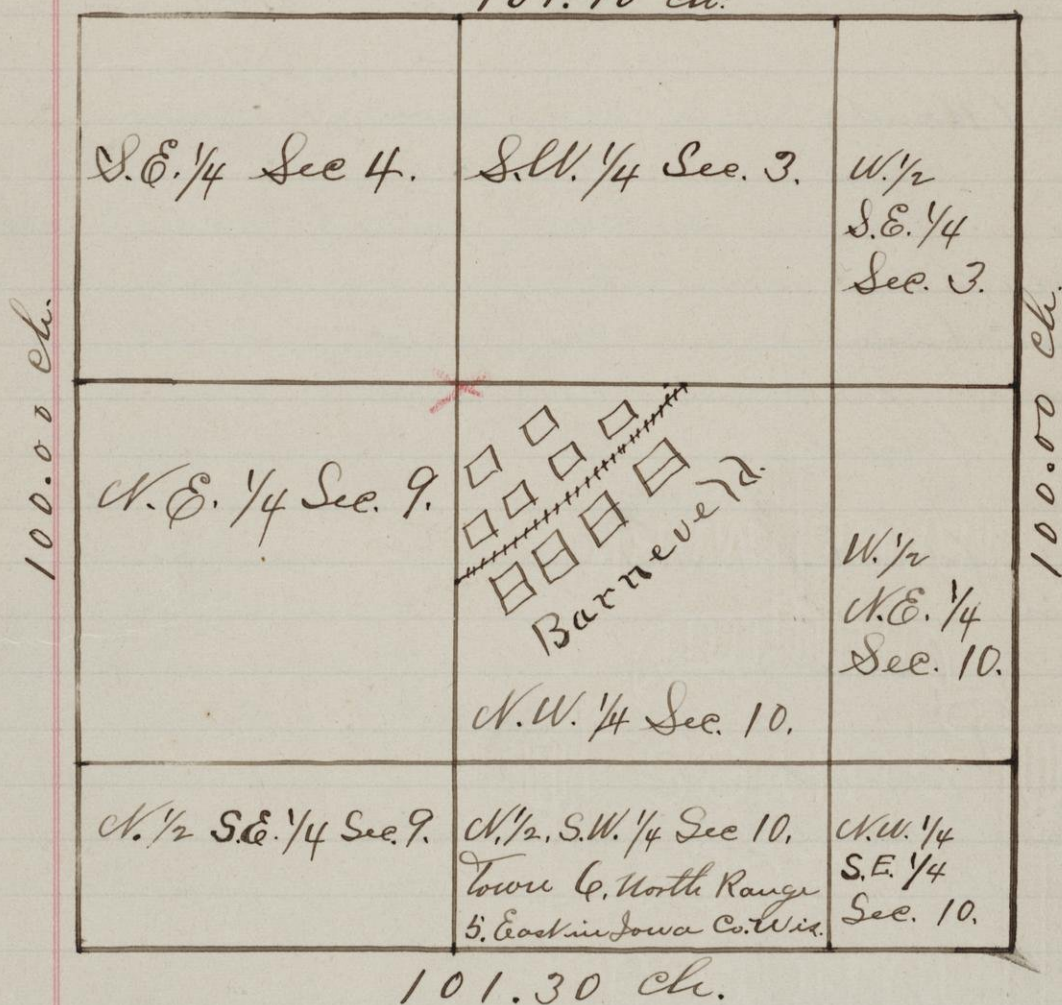 ch.
S.E. 1/4 Sec 4.
S.W. 1/4 Sec. 3.
W. 1/2
S.E. 1/4
Sec. 3.
100.00 ch.
100.00 ch.
N.E. 1/4 Sec. 9.
Barneveld.
N.W. 1/4 Sec. 10.
W. 1/2
N.E. 1/4
Sec. 10.
N. 1/2 S.E. 1/4 Sec. 9.
N. 1/2, S.W. 1/4 Sec 10.
Town 6, North Range
5. East in Iowa Co. Wis.
N.W. 1/4
S.E. 1/4
Sec. 10.
101.30 ch.